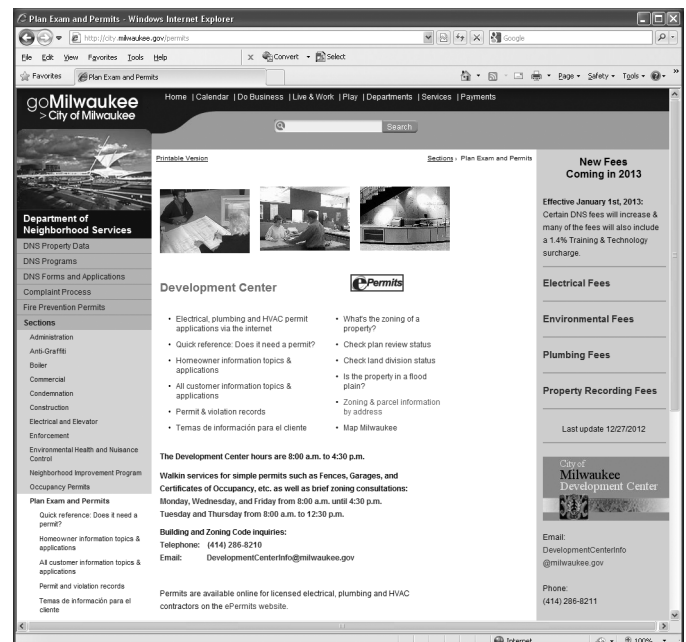 Plan Exam and Permits - Windows Internet Explorer
http://city.milwaukee.gov/permits
Google
File Edit View Favorites Tools Help
x Convert Select
Favorites
Plan Exam and Permits
Page Safety Tools
goMilwaukee
> City of Milwaukee
Home | Calendar | Do Business | Live & Work | Play | Departments | Services | Payments
Search
Department of
Neighborhood Services
DNS Property Data
DNS Programs
DNS Forms and Applications
Complaint Process
Fire Prevention Permits
Sections
Administration
Anti-Graffiti
Boiler
Commercial
Condemnation
Construction
Electrical and Elevator
Enforcement
Environmental Health and Nuisance
Control
Neighborhood Improvement Program
Occupancy Permits
Plan Exam and Permits
Quick reference: Does it need a
permit?
Homeowner information topics &
applications
All customer information topics &
applications
Permit and violation records
Temas de información para el
cliente
Printable Version
Sections › Plan Exam and Permits
Development Center
ePermits
• Electrical, plumbing and HVAC permit
applications via the internet
• Quick reference: Does it need a permit?
• Homeowner information topics &
applications
• All customer information topics &
applications
• Permit & violation records
• Temas de informacion para el cliente
• What's the zoning of a
property?
• Check plan review status
• Check land division status
• Is the property in a flood
plain?
• Zoning & parcel information
by address
• Map Milwaukee
The Development Center hours are 8:00 a.m. to 4:30 p.m.
Walkin services for simple permits such as Fences, Garages, and
Certificates of Occupancy, etc. as well as brief zoning consultations:
Monday, Wednesday, and Friday from 8:00 a.m. until 4:30 p.m.
Tuesday and Thursday from 8:00 a.m. to 12:30 p.m.
Building and Zoning Code inquiries:
Telephone: (414) 286-8210
Email: DevelopmentCenterInfo@milwaukee.gov
Permits are available online for licensed electrical, plumbing and HVAC
contractors on the ePermits website.
New Fees
Coming in 2013
Effective January 1st, 2013:
Certain DNS fees will increase &
many of the fees will also include
a 1.4% Training & Technology
surcharge.
Electrical Fees
Environmental Fees
Plumbing Fees
Property Recording Fees
Last update 12/27/2012
City of
Milwaukee
Development Center
Email:
DevelopmentCenterInfo
@milwaukee.gov
Phone:
(414) 286-8211
Internet
100%